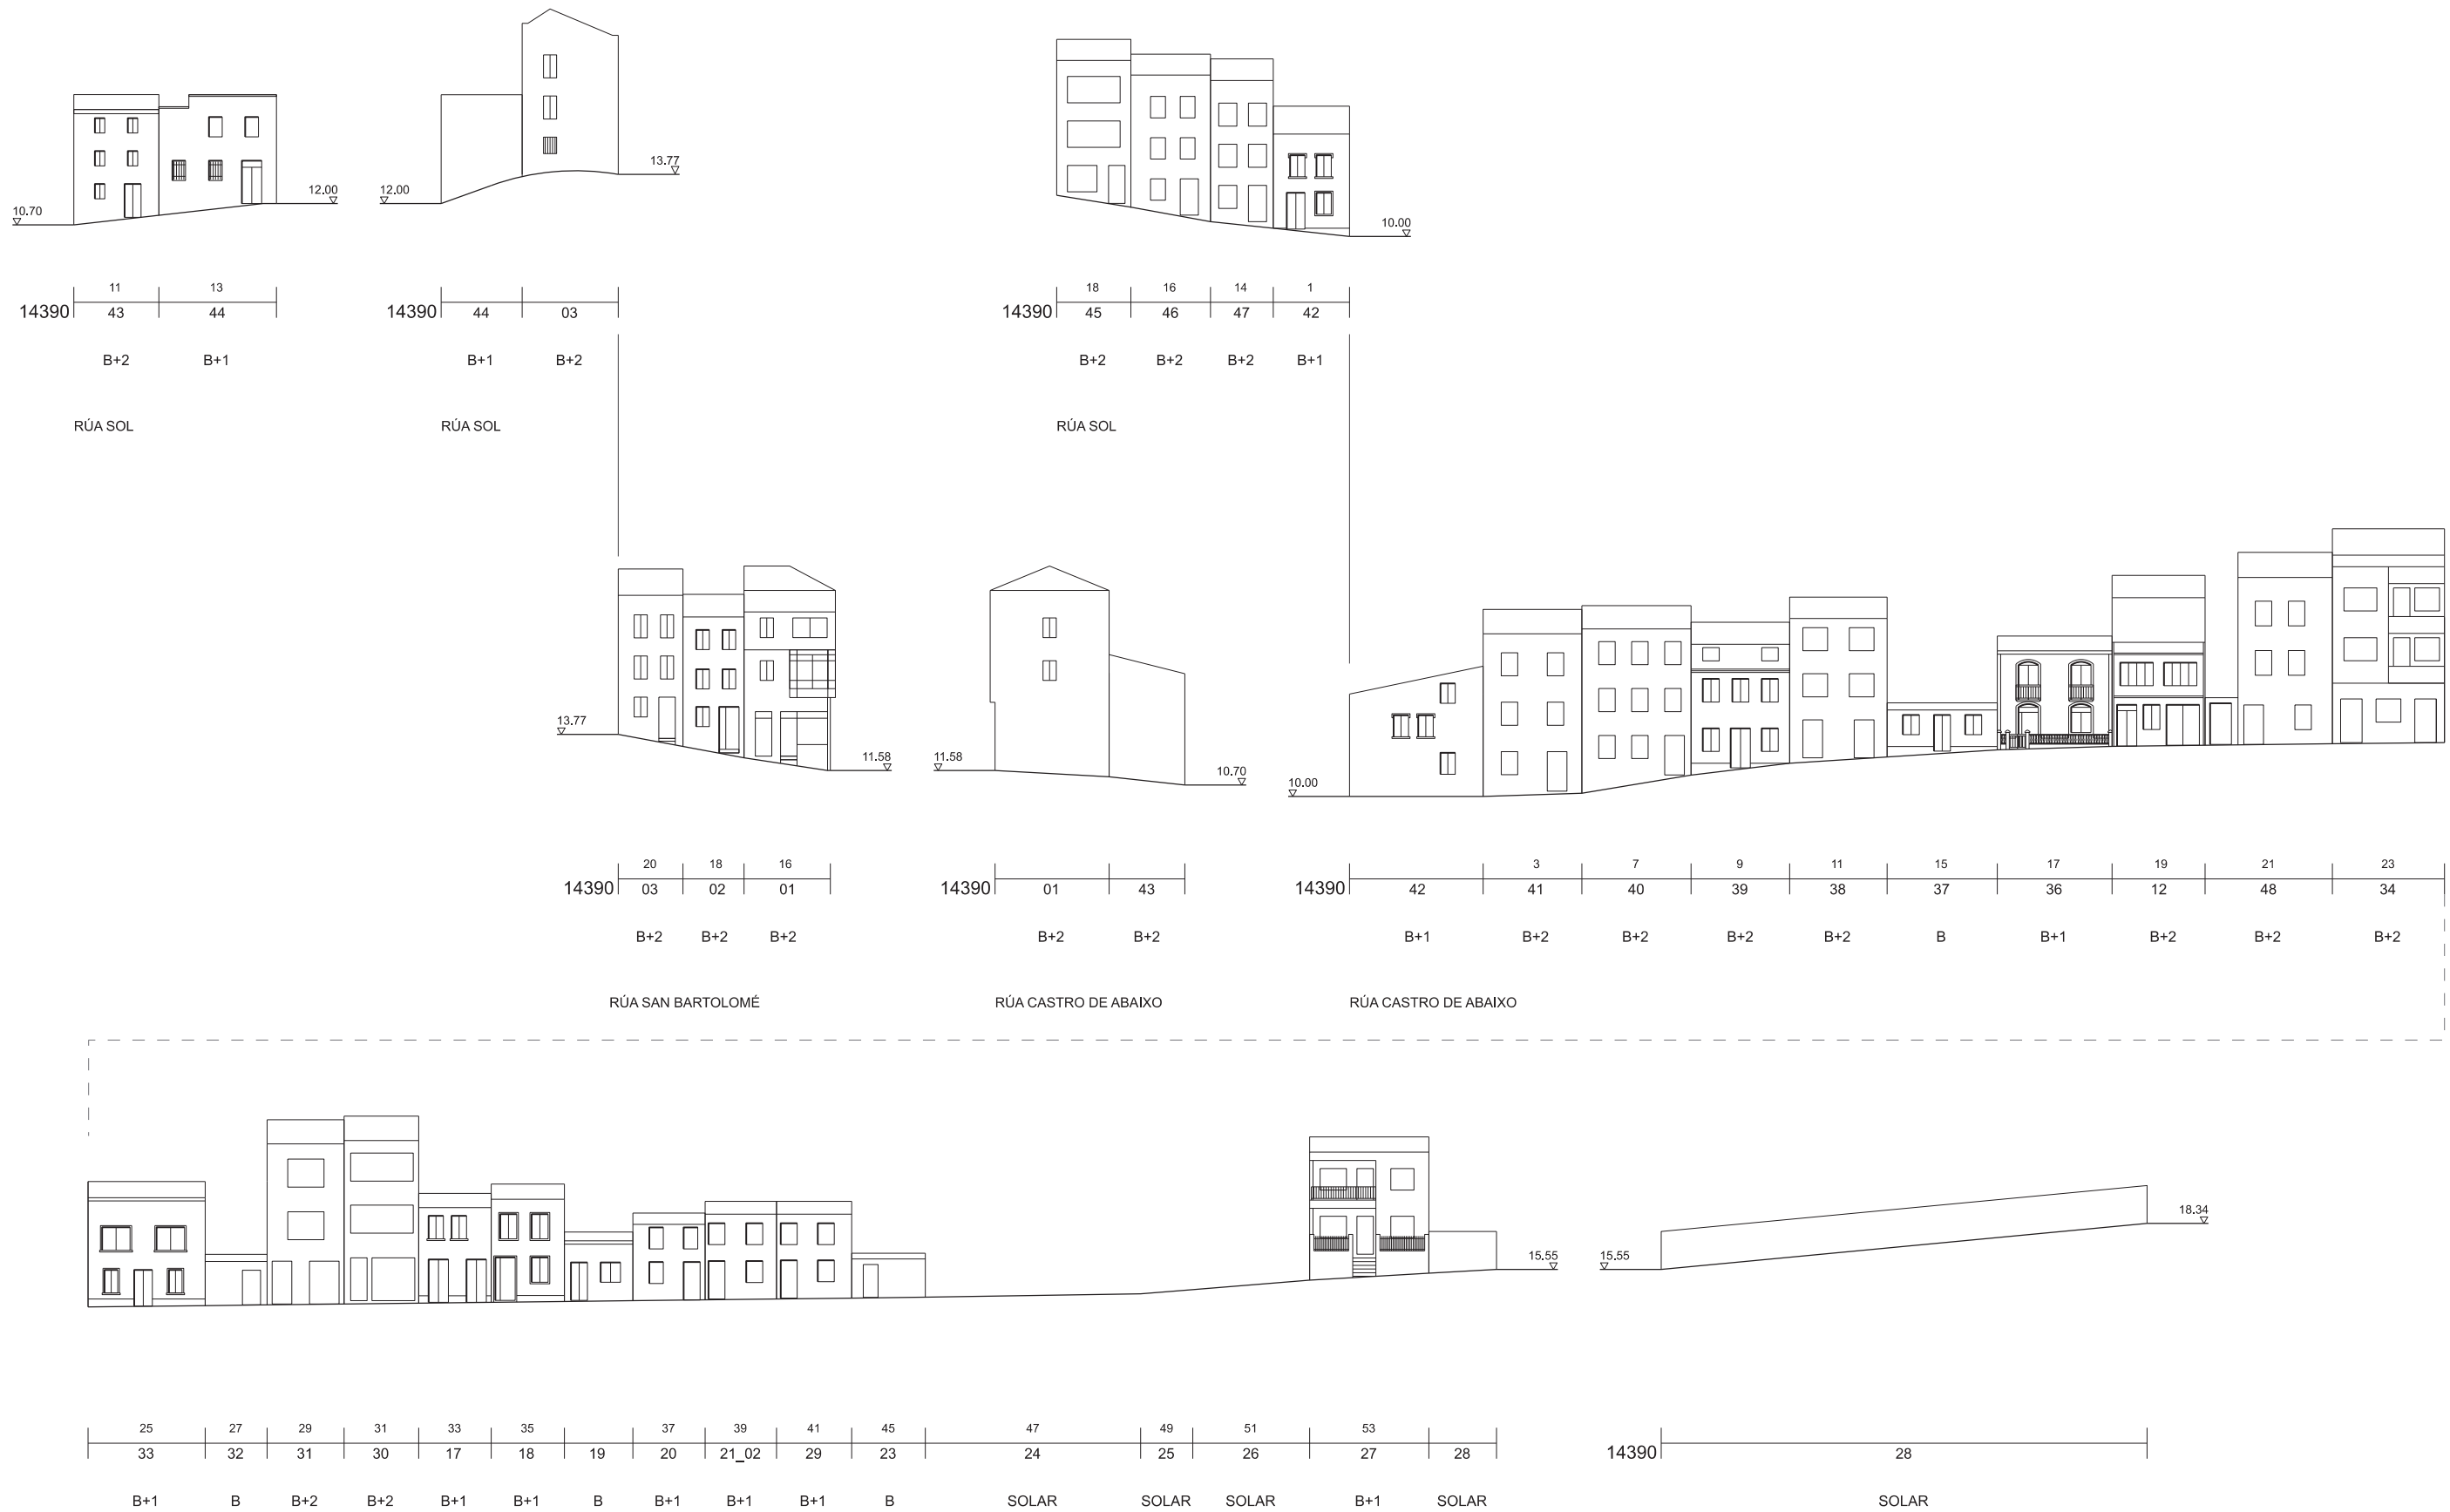 10.70
12.00
12.00
13.77
10.00
11 13
14390 43 44
B+2 B+1
RÚA SOL
14390 44 03
B+1 B+2
RÚA SOL
18 16 14 1
14390 45 46 47 42
B+2 B+2 B+2 B+1
RÚA SOL
13.77
11.58
11.58
10.70
10.00
20 18 16
14390 03 02 01
B+2 B+2 B+2
RÚA SAN BARTOLOMÉ
14390 01 43
B+2 B+2
RÚA CASTRO DE ABAIXO
3 7 9 11 15 17 19 21 23
14390 42 41 40 39 38 37 36 12 48 34
B+1 B+2 B+2 B+2 B+2 B B+1 B+2 B+2 B+2
RÚA CASTRO DE ABAIXO
15.55
15.55
18.34
25 27 29 31 33 35 37 39 41 45 47 49 51 53
33 32 31 30 17 18 19 20 21_02 29 23 24 25 26 27 28
B+1 B B+2 B+2 B+1 B+1 B B+1 B+1 B+1 B SOLAR SOLAR SOLAR B+1 SOLAR
14390 28
SOLAR